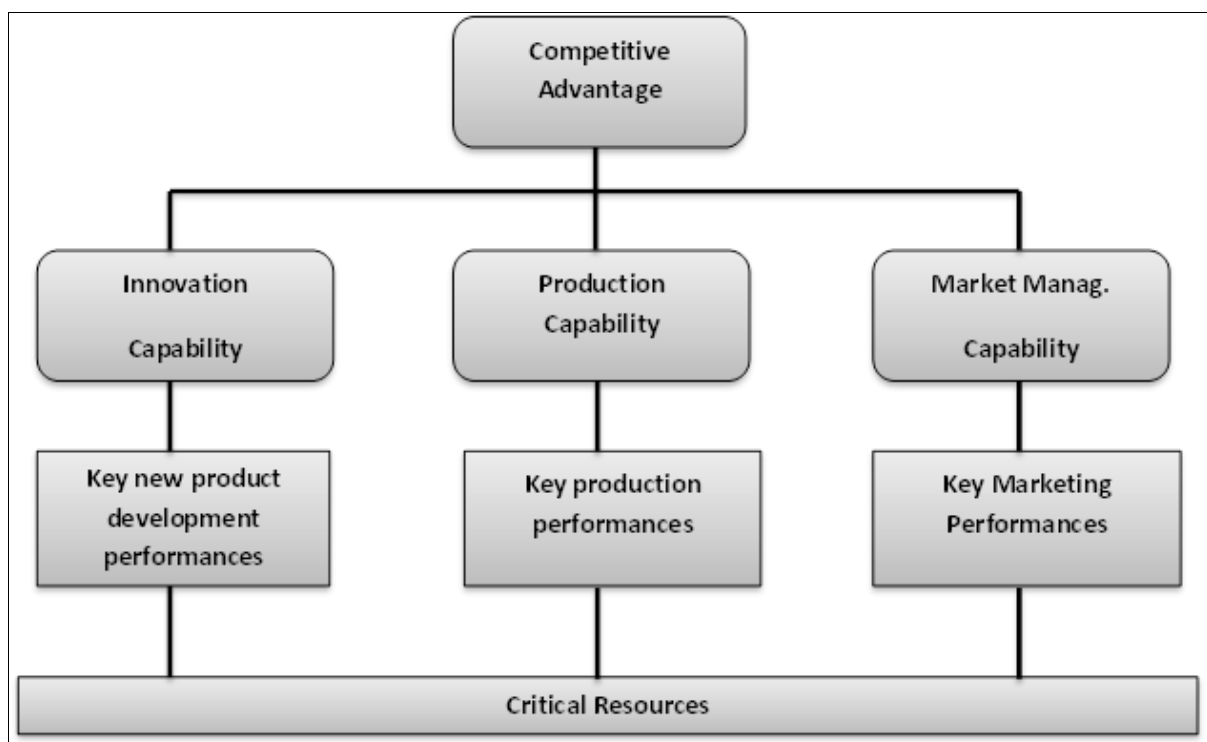 Competitive
Advantage
Innovation
Capability
Production
Capability
Market Manag.
Capability
Key new product
development
performances
Key production
performances
Key Marketing
Performances
Critical Resources